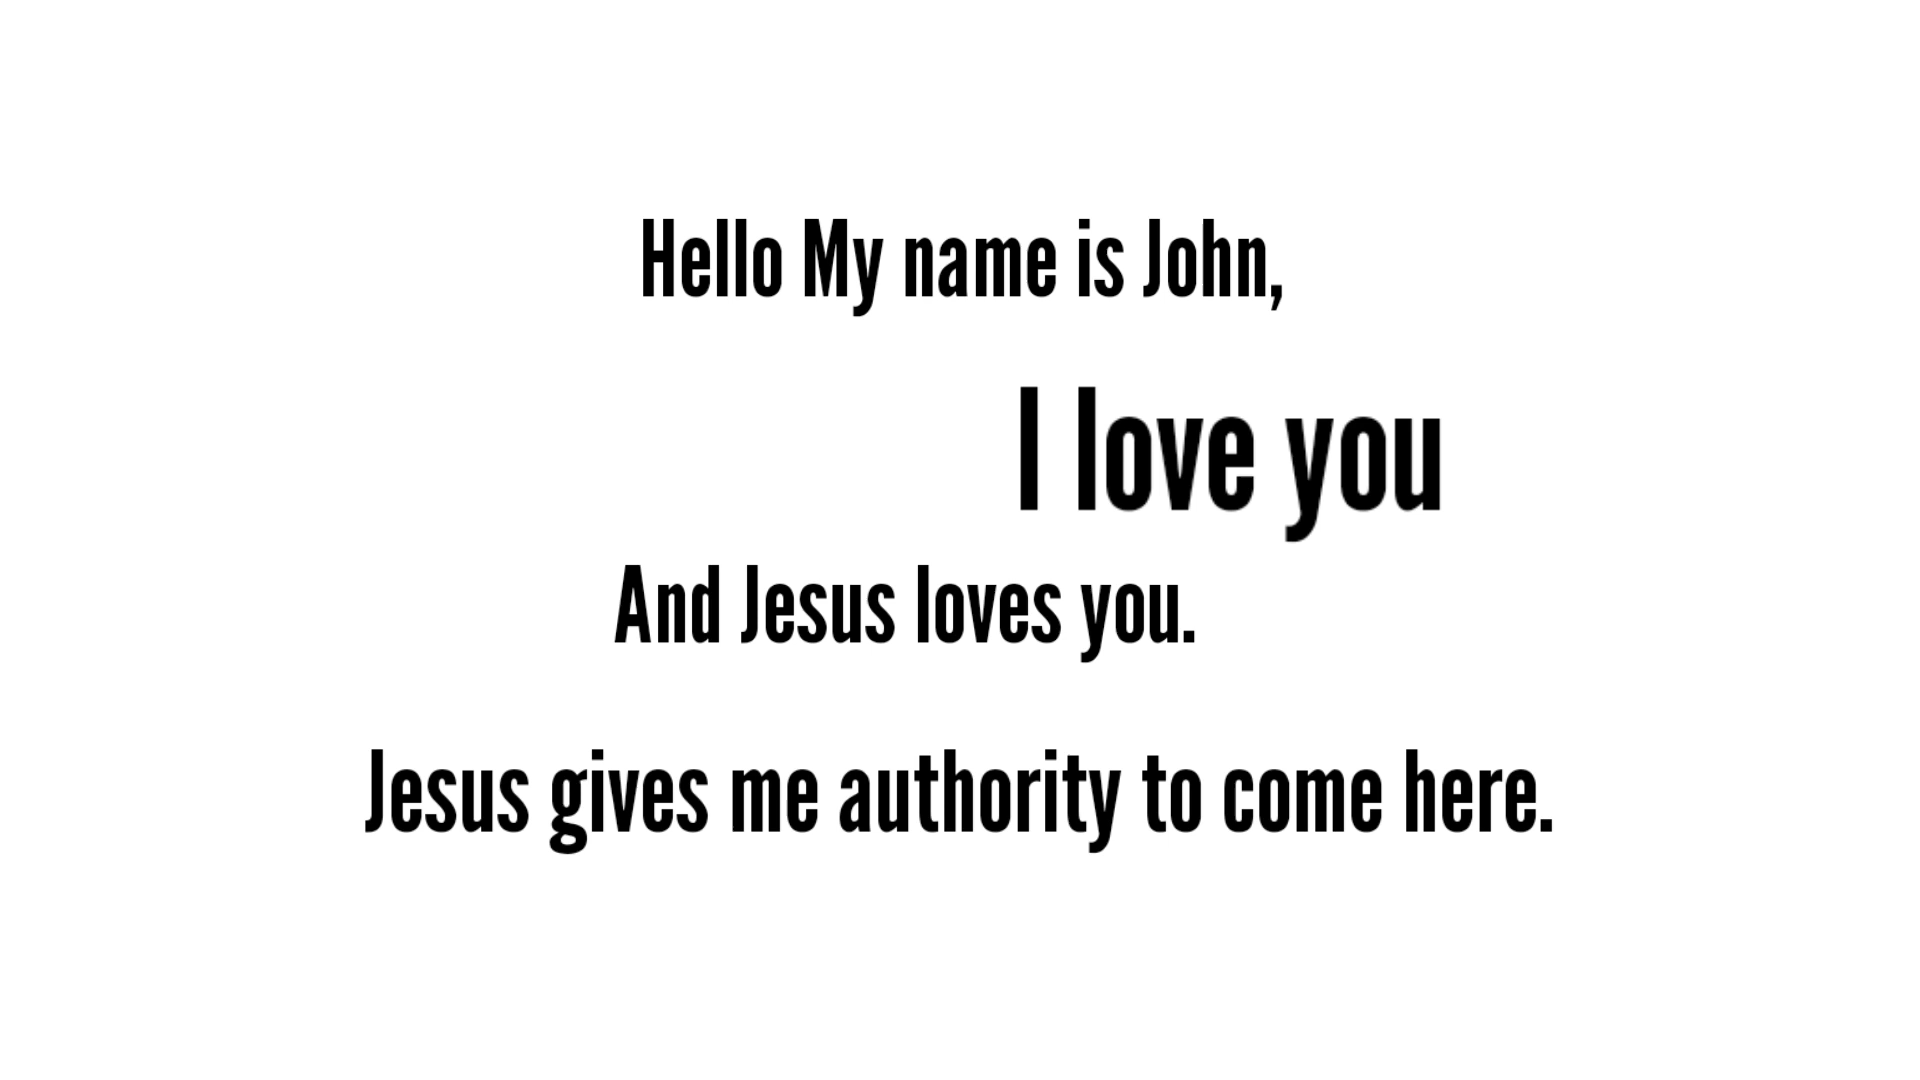 Hello My name is John,
I love you
And Jesus loves you.
Jesus gives me authority to come here.